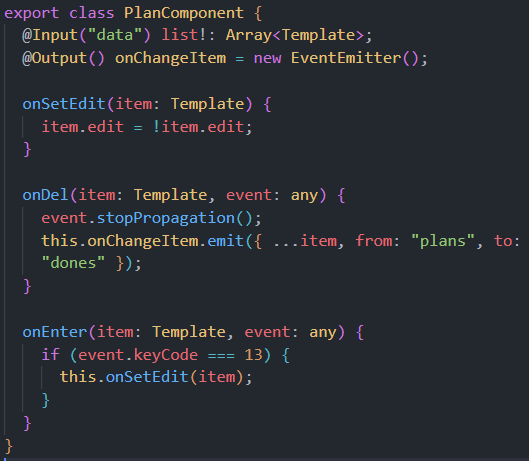 export class PlanComponent {
  @Input("data") list!: Array<Template>;
  @Output() onChangeItem = new EventEmitter();

  onSetEdit(item: Template) {
    item.edit = !item.edit;
  }

  onDel(item: Template, event: any) {
    event.stopPropagation();
    this.onChangeItem.emit({ ...item, from: "plans", to:
    "dones" });
  }

  onEnter(item: Template, event: any) {
    if (event.keyCode === 13) {
      this.onSetEdit(item);
    }
  }
}